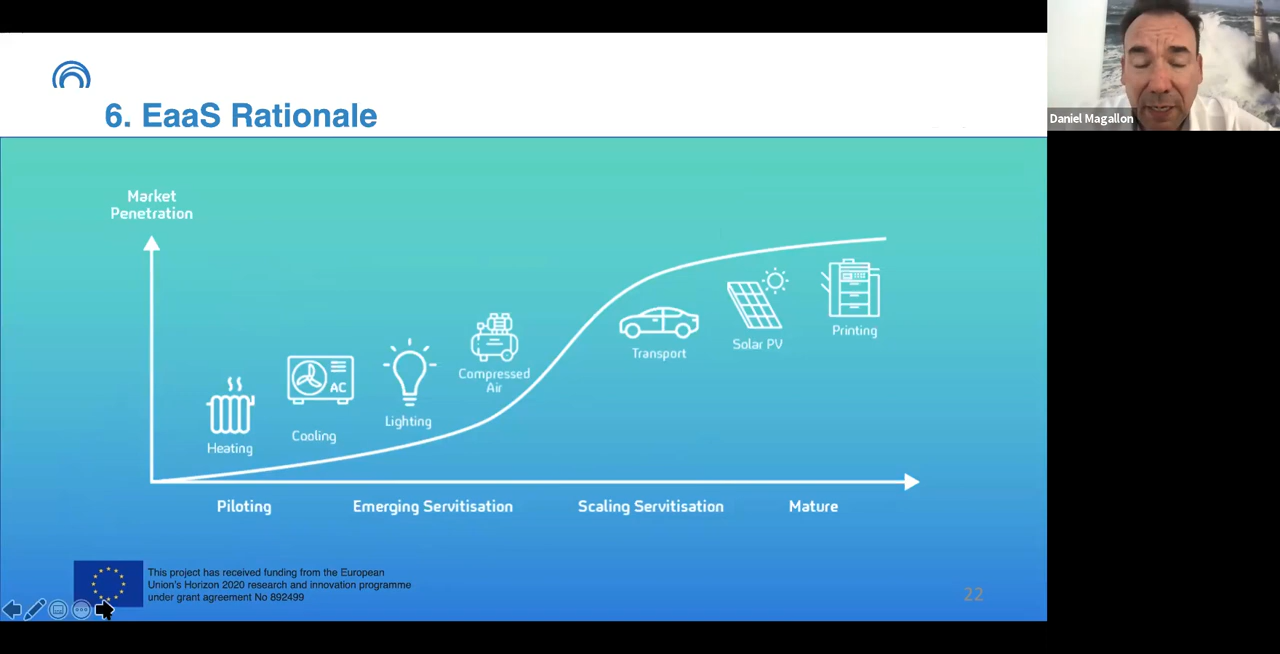 Daniel Magallon
6. EaaS Rationale
Market
Penetration
AC
Heating
Cooling
Lighting
Compressed
Air
Transport
Solar PV
Printing
Piloting
Emerging Servitisation
Scaling Servitisation
Mature
This project has received funding from the European
Union's Horizon 2020 research and innovation programme
under grant agreement No 892499
22